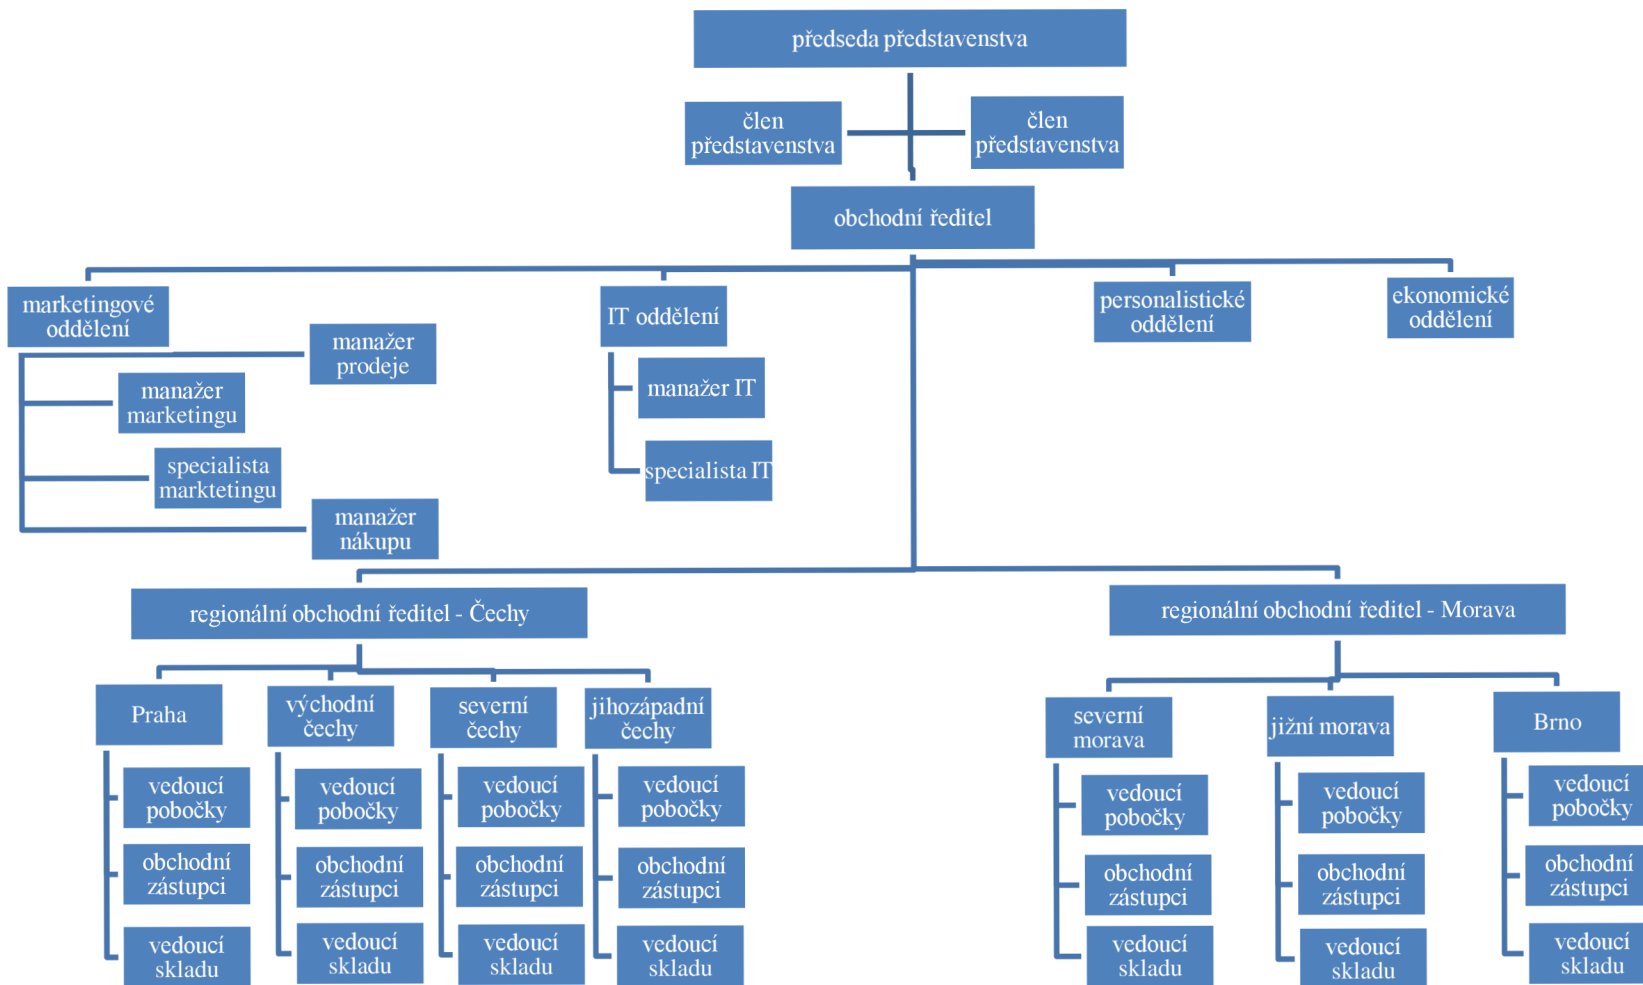 předseda představenstva
člen
představenstva
člen
představenstva
obchodní ředitel
marketingové
oddělení
IT oddělení
personalistické
oddělení
ekonomické
oddělení
manažer
prodeje
manažer
marketingu
specialista
marktetingu
manažer
nákupu
manažer IT
specialista IT
regionální obchodní ředitel - Čechy
regionální obchodní ředitel - Morava
Praha
východní
čechy
severní
čechy
jihozápadní
čechy
severní
morava
jižní morava
Brno
vedoucí
pobočky
obchodní
zástupci
vedoucí
skladu
vedoucí
pobočky
obchodní
zástupci
vedoucí
skladu
vedoucí
pobočky
obchodní
zástupci
vedoucí
skladu
vedoucí
pobočky
obchodní
zástupci
vedoucí
skladu
vedoucí
pobočky
obchodní
zástupci
vedoucí
skladu
vedoucí
pobočky
obchodní
zástupci
vedoucí
skladu
vedoucí
pobočky
obchodní
zástupci
vedoucí
skladu